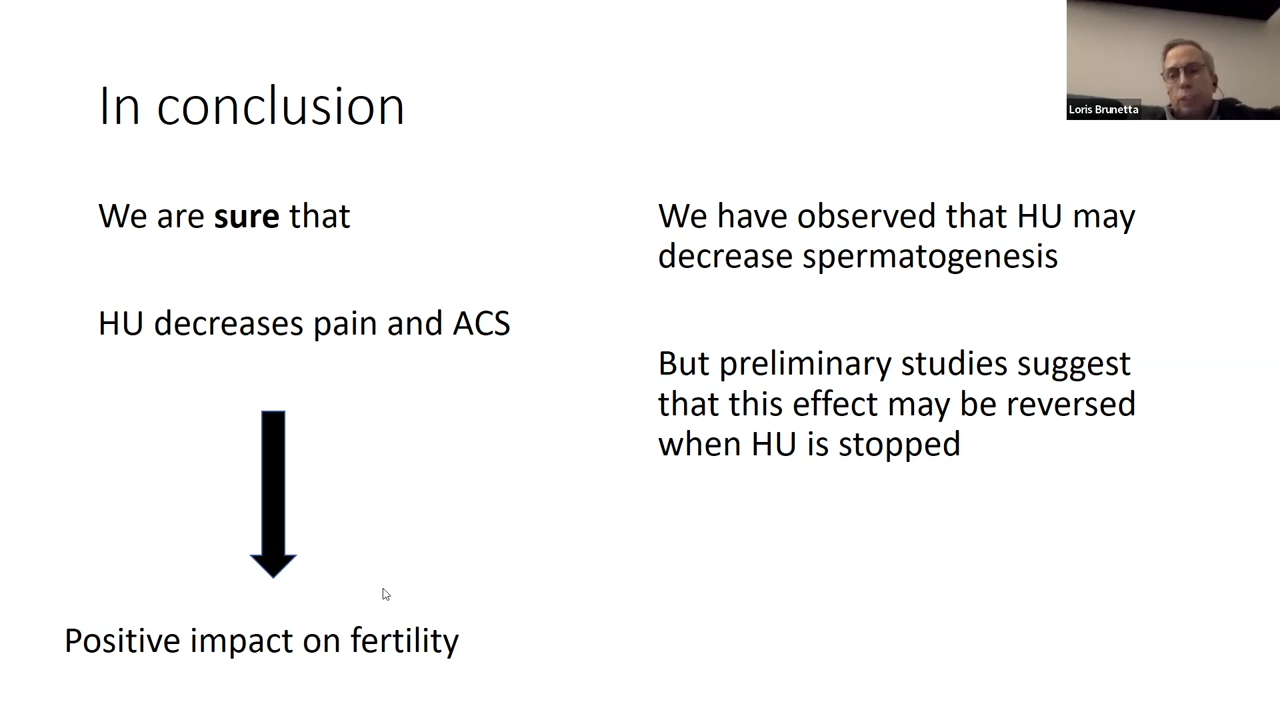 In conclusion
We are sure that
HU decreases pain and ACS
Positive impact on fertility
We have observed that HU may
decrease spermatogenesis
But preliminary studies suggest
that this effect may be reversed
when HU is stopped
Loris Brunetta